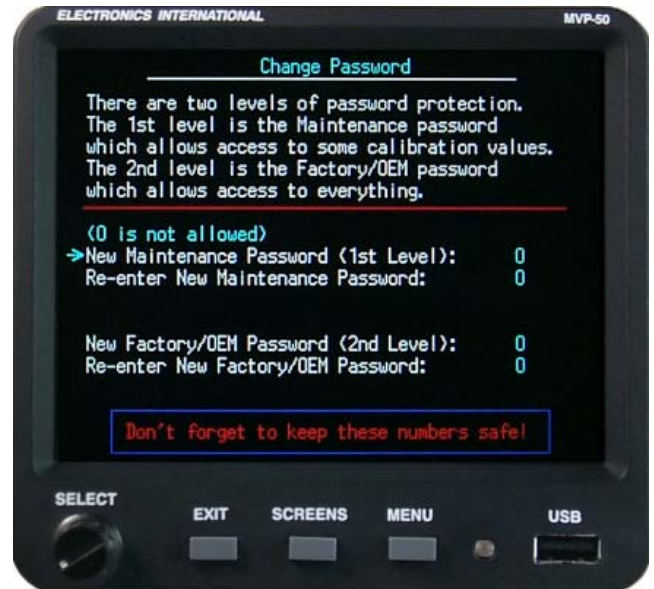 ELECTRONICS INTERNATIONAL MVP-50
Change Password
There are two levels of password protection.
The 1st level is the Maintenance password
which allows access to some calibration values.
The 2nd level is the Factory/OEM password
which allows access to everything.
(0 is not allowed)
→New Maintenance Password (1st Level): 0
Re-enter New Maintenance Password: 0
New Factory/OEM Password (2nd Level): 0
Re-enter New Factory/OEM Password: 0
Don't forget to keep these numbers safe!
SELECT EXIT SCREENS MENU USB